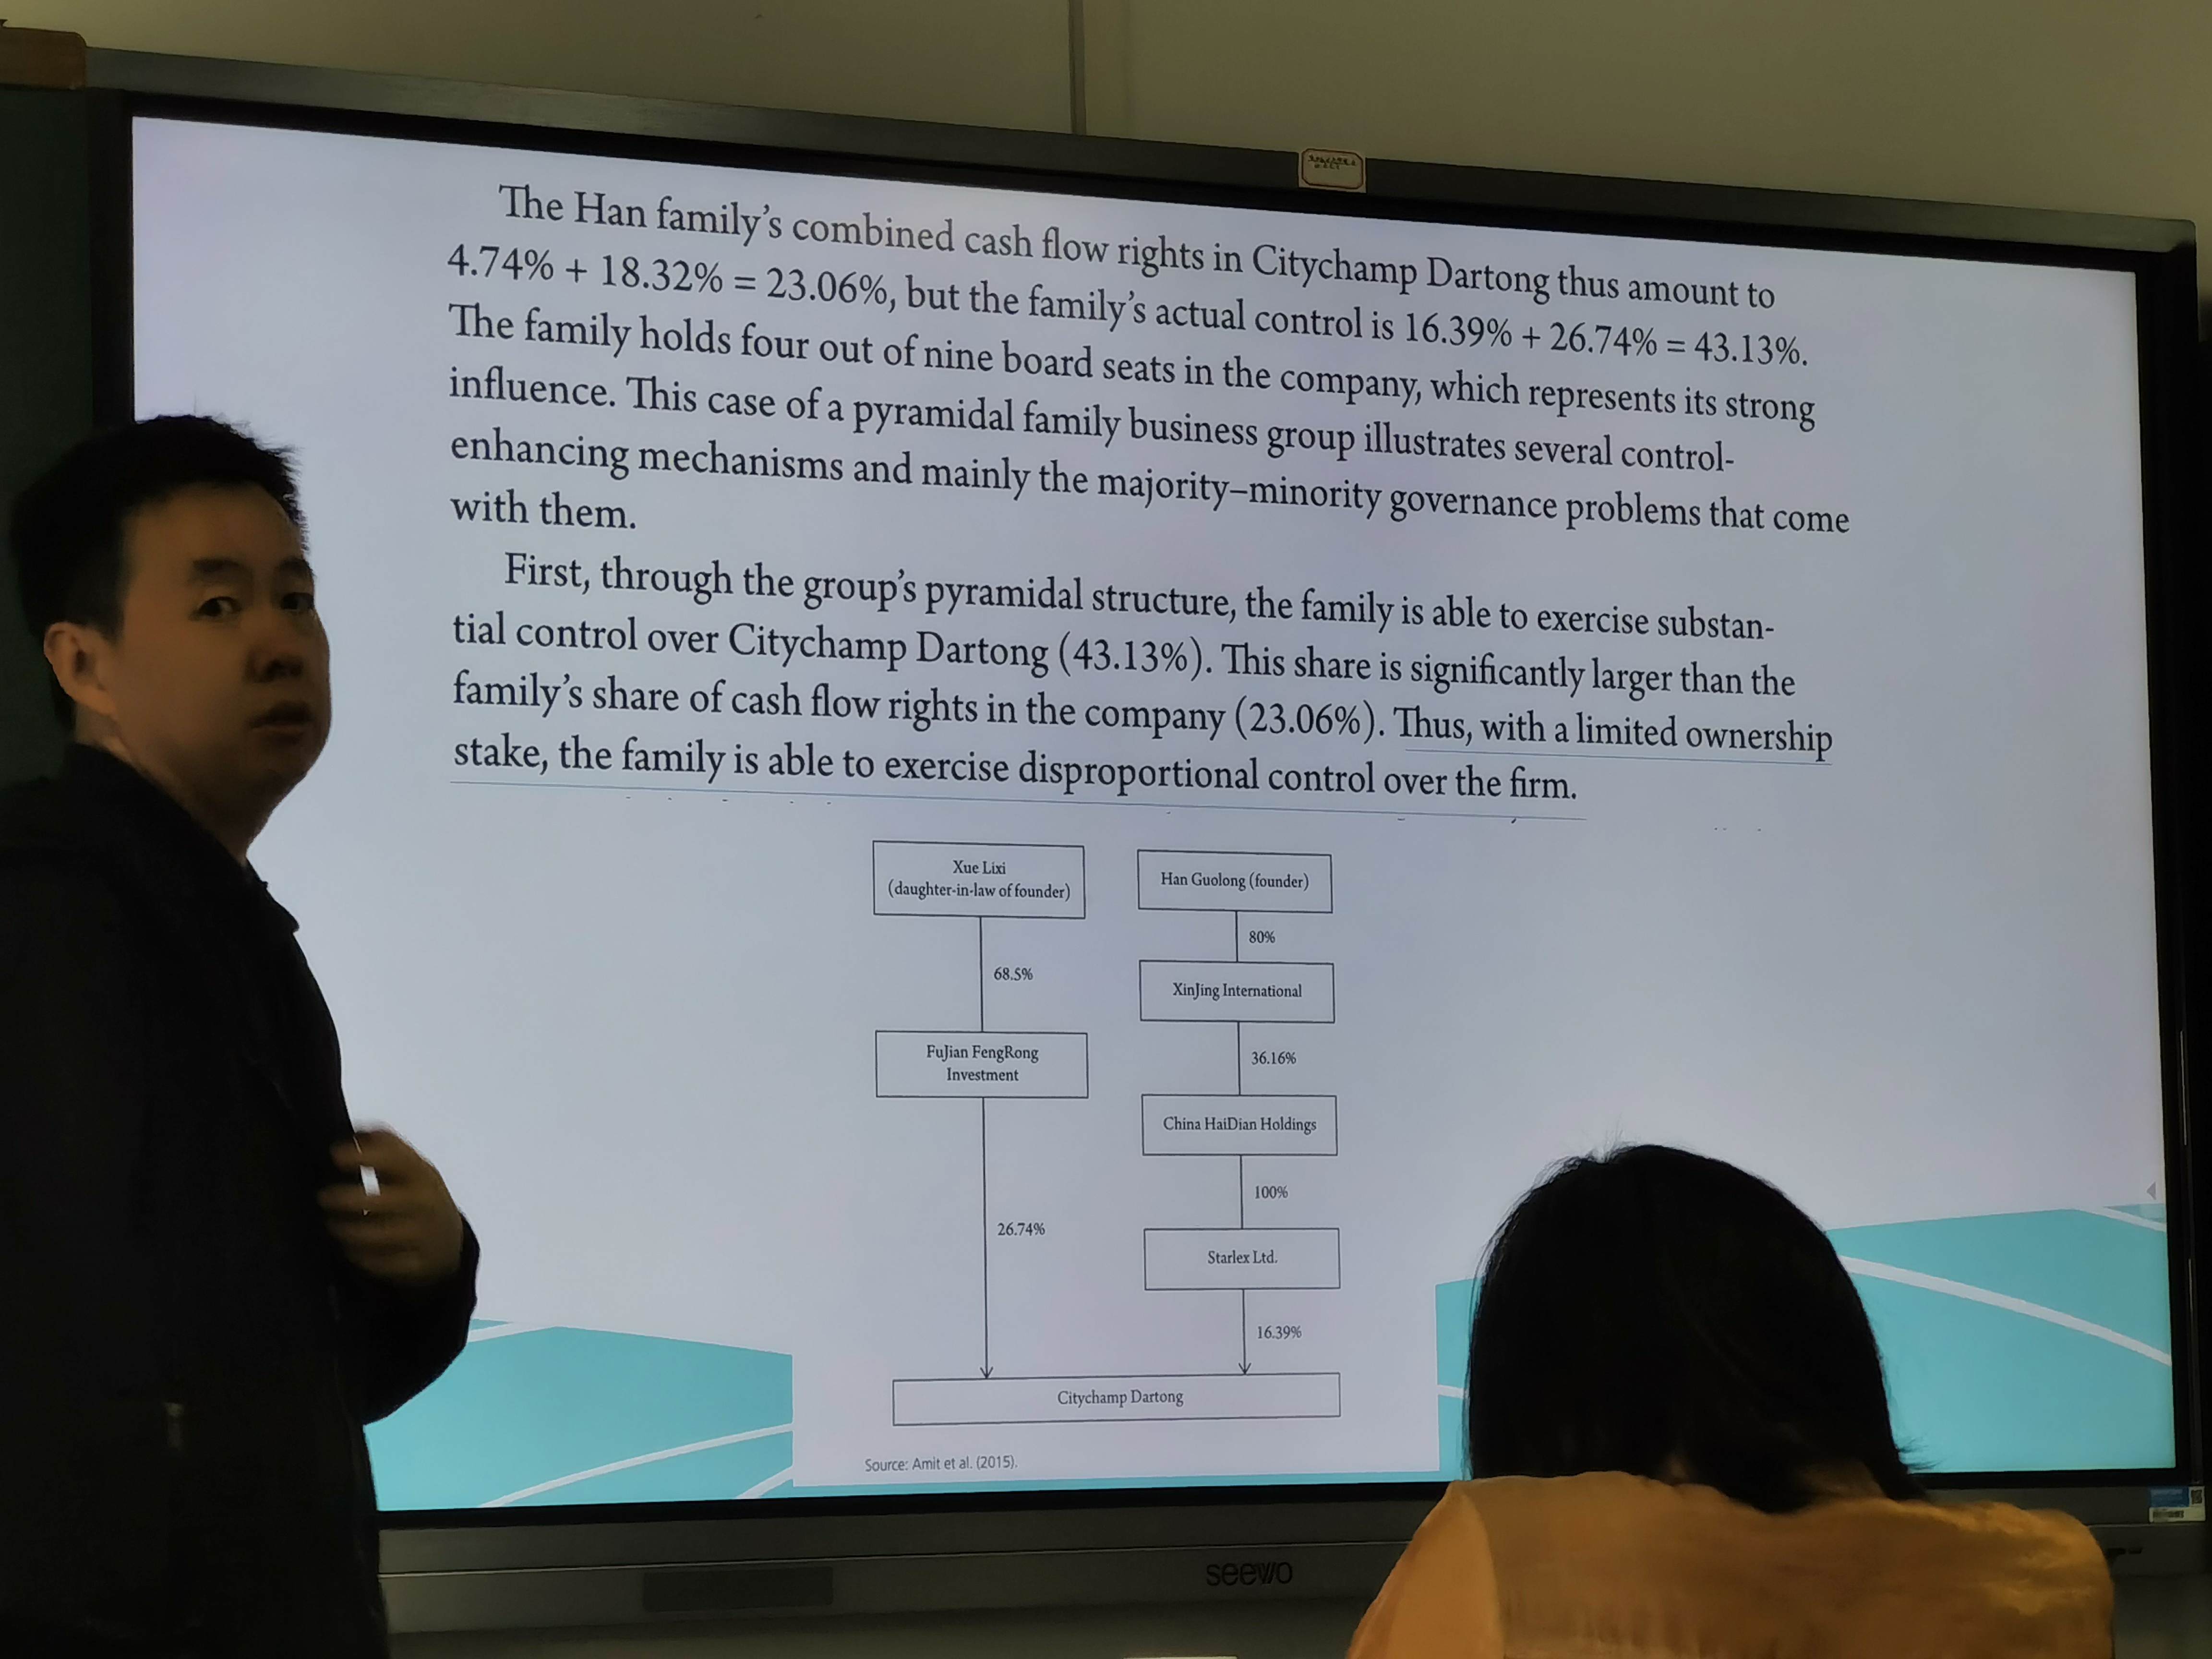 The Han family's combined cash flow rights in Citychamp Dartong thus amount to
4.74% + 18.32% = 23.06%, but the family's actual control is 16.39% + 26.74% = 43.13%.
The family holds four out of nine board seats in the company, which represents its strong
influence. This case of a pyramidal family business group illustrates several control-
enhancing mechanisms and mainly the majority–minority governance problems that come
with them.
First, through the group's pyramidal structure, the family is able to exercise substan-
tial control over Citychamp Dartong (43.13%). This share is significantly larger than the
family's share of cash flow rights in the company (23.06%). Thus, with a limited ownership
stake, the family is able to exercise disproportional control over the firm.
Xue Lixi
(daughter-in-law of founder)
68.5%
FuJian FengRong
Investment
26.74%
Han Guolong (founder)
80%
XinJing International
36.16%
China HaiDian Holdings
100%
Starlex Ltd.
16.39%
Citychamp Dartong
Source: Amit et al. (2015).
seewo